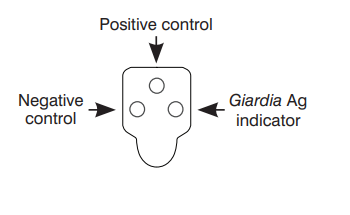 Positive control
Negative
control
Giardia Ag
indicator